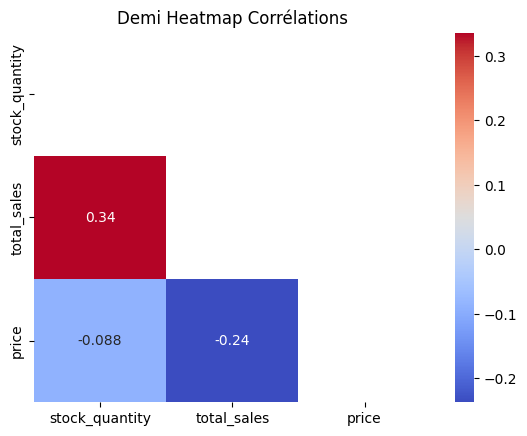 Demi Heatmap Corrélations
stock_quantity
total_sales
price
0.34
-0.088
-0.24
stock_quantity
total_sales
price
0.3
0.2
0.1
0.0
−0.1
−0.2